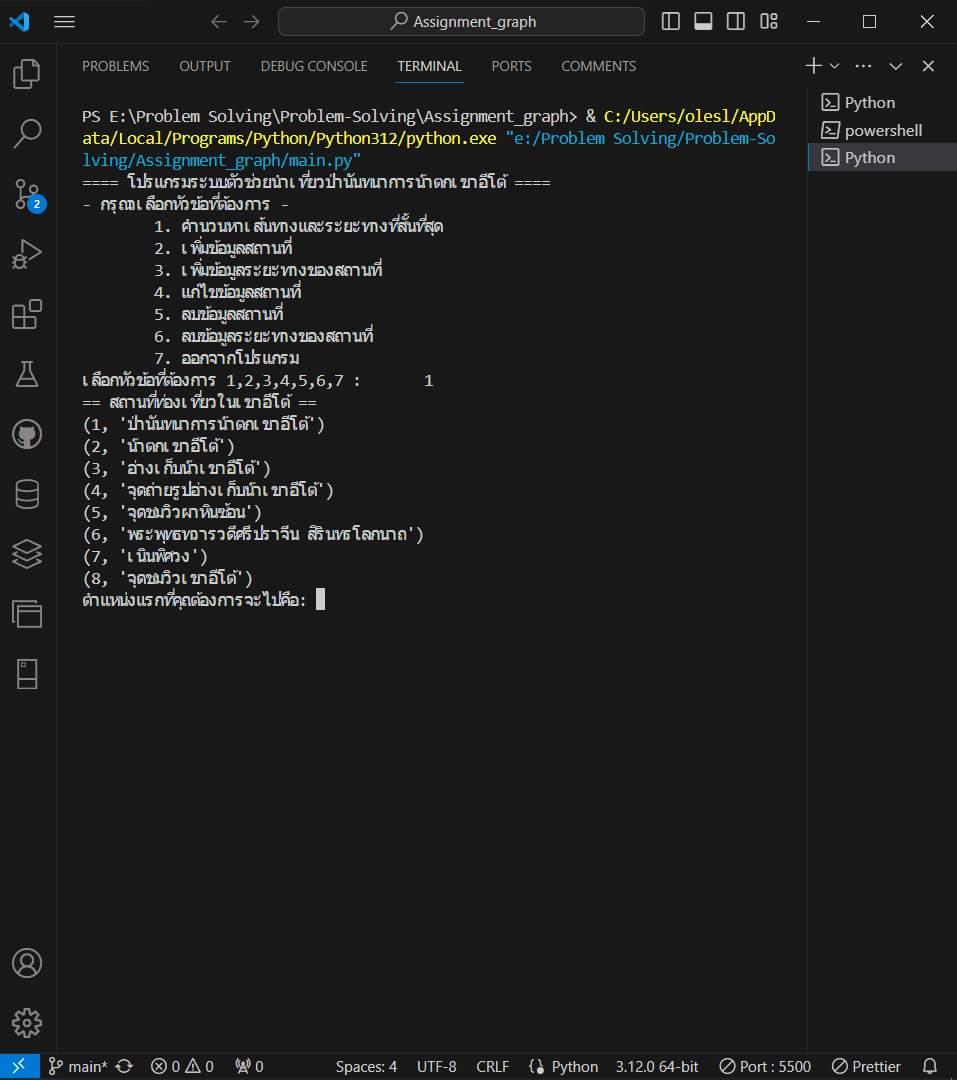 Assignment_graph
PROBLEMS OUTPUT DEBUG CONSOLE TERMINAL PORTS COMMENTS
PS E:\Problem Solving\Problem-Solving\Assignment_graph> & C:/Users/olesl/AppD
ata/Local/Programs/Python/Python312/python.exe "e:/Problem Solving/Problem-So
lving/Assignment_graph/main.py"
==== โปรแกรมระบบตัวช่วยนำเที่ยวป่านันทนาการน้ำตกเขาอีโต้ ====
- กรุณาเลือกหัวข้อที่ต้องการ -
1. คำนวนหาเส้นทางและระยะทางที่สั้นที่สุด
2. เพิ่มข้อมูลสถานที่
3. เพิ่มข้อมูลระยะทางของสถานที่
4. แก้ไขข้อมูลสถานที่
5. ลบข้อมูลสถานที่
6. ลบข้อมูลระยะทางของสถานที่
7. ออกจากโปรแกรม
เลือกหัวข้อที่ต้องการ 1,2,3,4,5,6,7 : 1
== สถานที่ท่องเที่ยวในเขาอีโต้ ==
(1, 'ป่านันทนาการน้ำตกเขาอีโต้')
(2, 'น้ำตกเขาอีโต้')
(3, 'อ่างเก็บน้ำเขาอีโต้')
(4, 'จุดถ่ายรูปอ่างเก็บน้ำเขาอีโต้')
(5, 'จุดชมวิวผาหินซ้อน')
(6, 'พระพุทธทวารวดีศรีปราจีน สิรินทรโลกนาถ')
(7, 'เนินพิศวง')
(8, 'จุดชมวิวเขาอีโต้')
ตำแหน่งแรกที่คุณต้องการจะไปคือ:
Python
powershell
Python
2
main* 0 0 0 Spaces: 4 UTF-8 CRLF Python 3.12.0 64-bit Port : 5500 Prettier